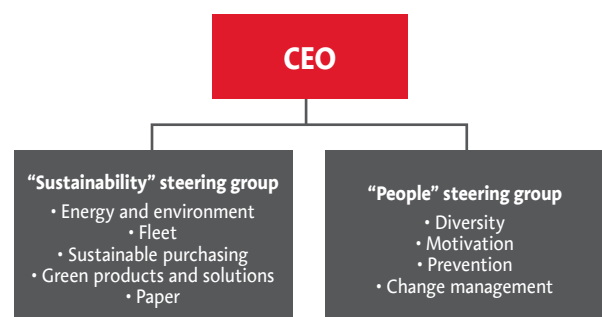 CEO
“Sustainability” steering group
• Energy and environment
• Fleet
• Sustainable purchasing
• Green products and solutions
• Paper
“People” steering group
• Diversity
• Motivation
• Prevention
• Change management